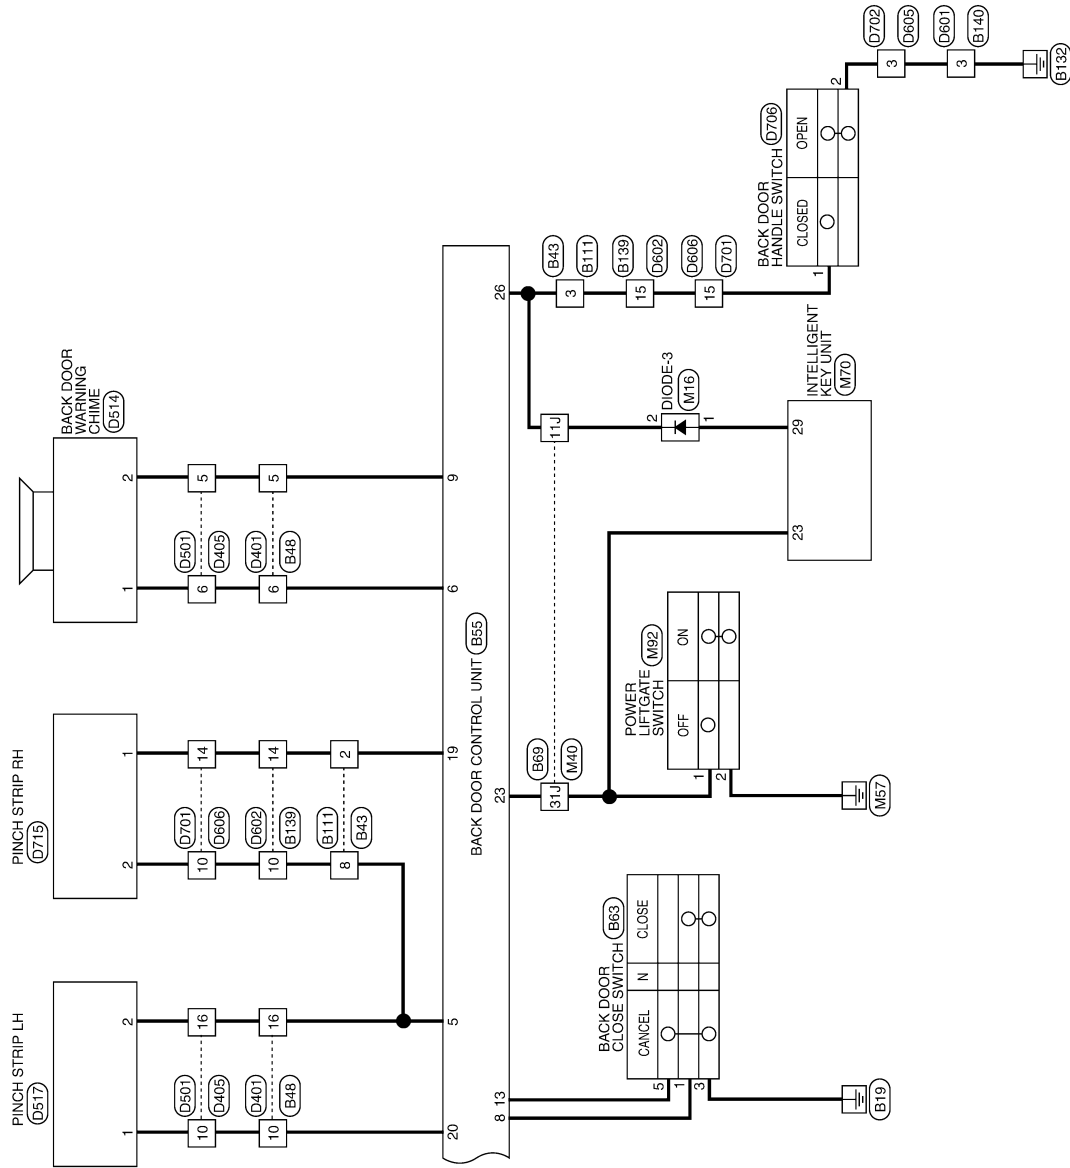 PINCH STRIP LH
D517
1
2
10
16
D501
D405
10
16
D401
B48
20
5
PINCH STRIP RH
D715
2
1
10
14
D701
D606
10
14
D602
B139
8
2
B111
B43
19
BACK DOOR
WARNING
CHIME
D514
1
2
6
5
D501
D405
6
5
D401
B48
6
9
BACK DOOR CONTROL UNIT B55
8
13
23
26
BACK DOOR
CLOSE SWITCH B63
CANCEL N CLOSE
5
1
3
B19
31J
B69
M40
11J
POWER
LIFTGATE M92
SWITCH
OFF ON
1
2
M57
DIODE-3
M16
2
1
INTELLIGENT
KEY UNIT
M70
23
29
3
B43
B111
15
B139
D602
15
D606
D701
BACK DOOR
HANDLE SWITCH D706
CLOSED OPEN
1
2
3
D702
D605
3
D601
B140
B132